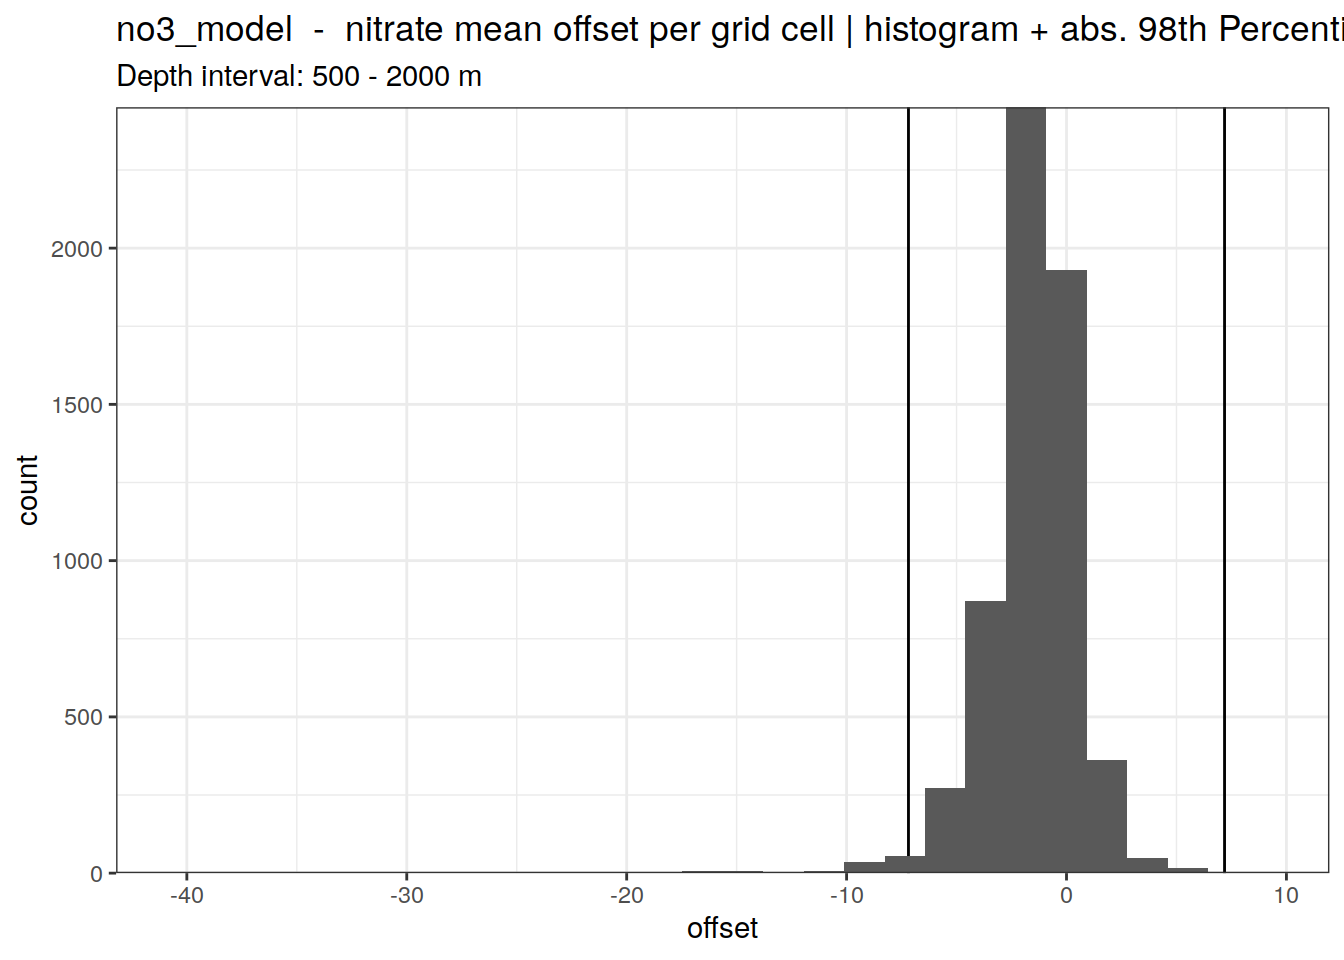 no3_model  -  nitrate mean offset per grid cell | histogram + abs. 98th Percenti
Depth interval: 500 - 2000 m
2000
1500
1000
500
0
count
-40
-30
-20
-10
0
10
offset